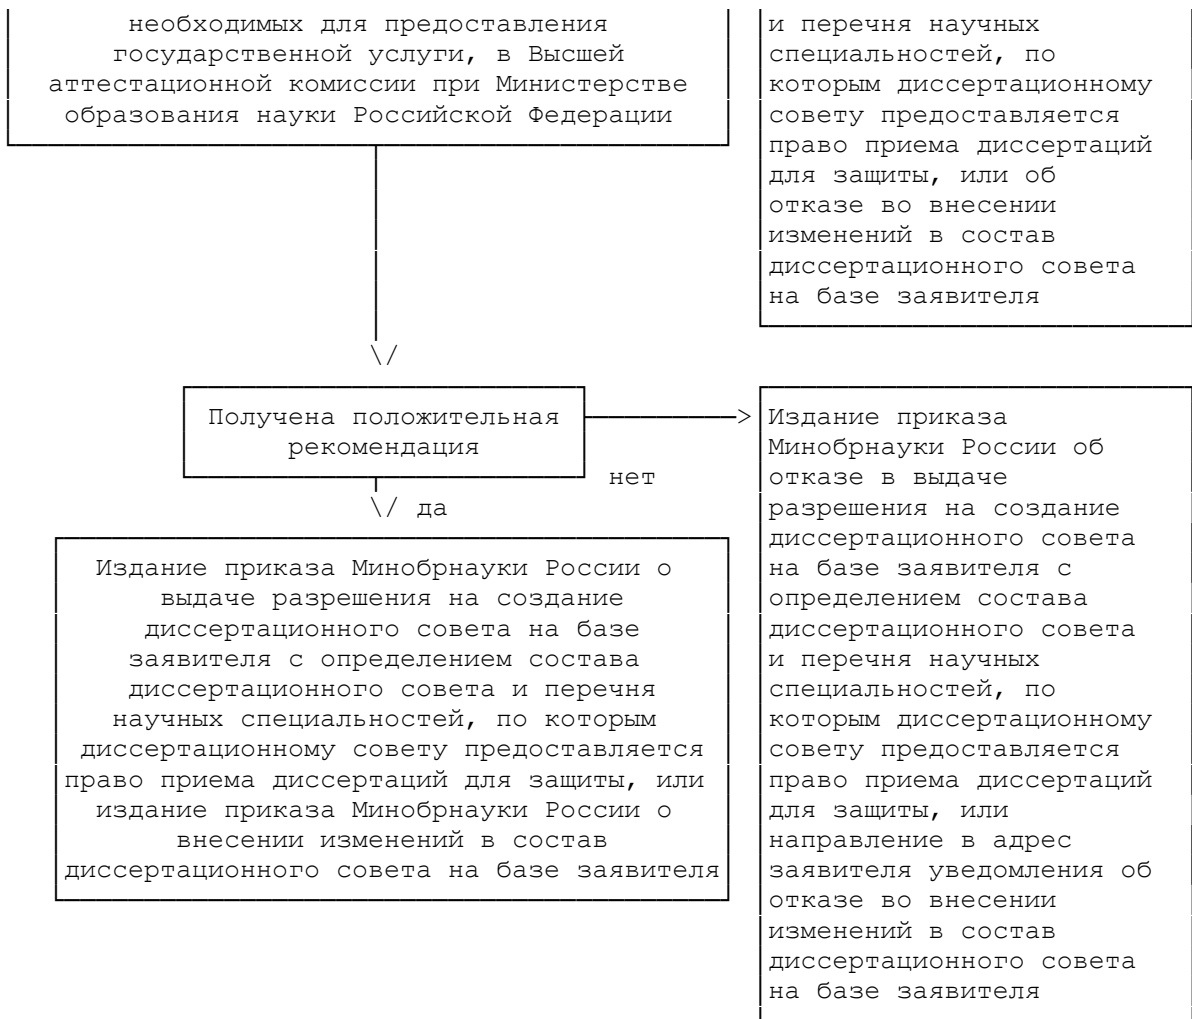 необходимых для предоставления
государственной услуги, в Высшей
аттестационной комиссии при Министерстве
образования науки Российской Федерации
и перечня научных
специальностей, по
которым диссертационному
совету предоставляется
право приема диссертаций
для защиты, или об
отказе во внесении
изменений в состав
диссертационного совета
на базе заявителя
\/
Получена положительная
рекомендация
>
нет
\/ да
Издание приказа Минобрнауки России о
выдаче разрешения на создание
диссертационного совета на базе
заявителя с определением состава
диссертационного совета и перечня
научных специальностей, по которым
диссертационному совету предоставляется
право приема диссертаций для защиты, или
издание приказа Минобрнауки России о
внесении изменений в состав
диссертационного совета на базе заявителя
Издание приказа
Минобрнауки России об
отказе в выдаче
разрешения на создание
диссертационного совета
на базе заявителя с
определением состава
диссертационного совета
и перечня научных
специальностей, по
которым диссертационному
совету предоставляется
право приема диссертаций
для защиты, или
направление в адрес
заявителя уведомления об
отказе во внесении
изменений в состав
диссертационного совета
на базе заявителя